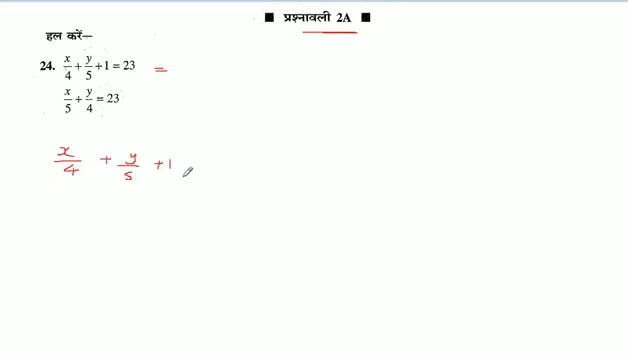 ■ प्रश्नावली 2A ■
हल करें–
24. x/4 + y/5 + 1 = 23 =
x/5 + y/4 = 23
x/4 + y/5 + 1